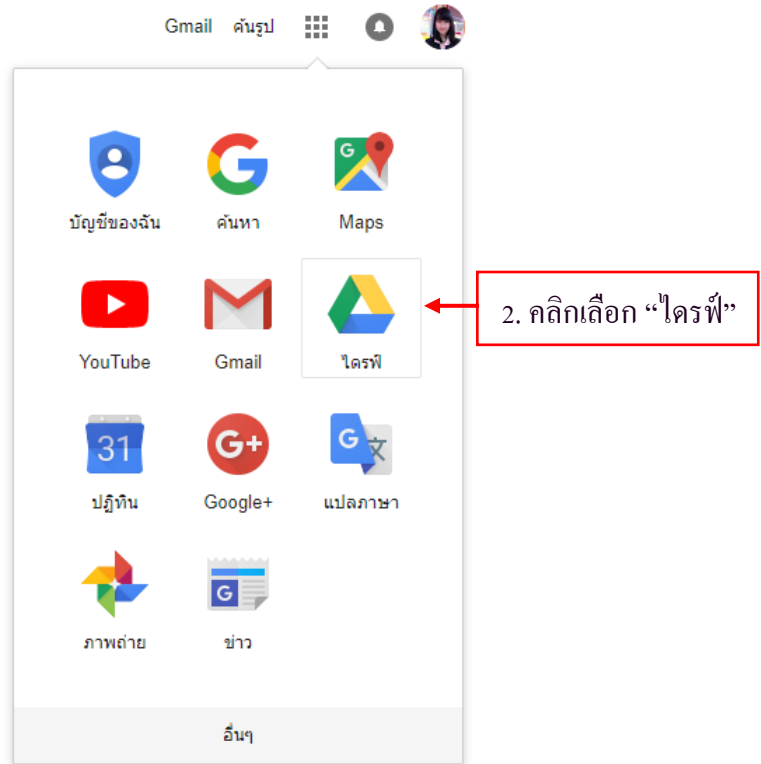 Gmail ค้นรูป
บัญชีของฉัน ค้นหา Maps
G
YouTube Gmail ไดรฟ์
2. คลิกเลือก “ไดรฟ์”
31 G+ G 文
ปฏิทิน Google+ แปลภาษา
G
ภาพถ่าย ข่าว
อื่นๆ